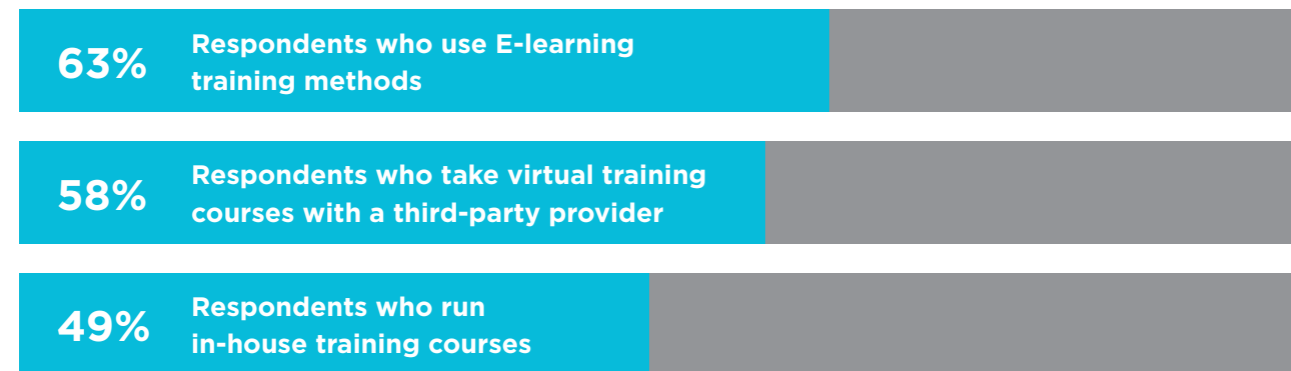 63%
Respondents who use E-learning
training methods
58%
Respondents who take virtual training
courses with a third-party provider
49%
Respondents who run
in-house training courses